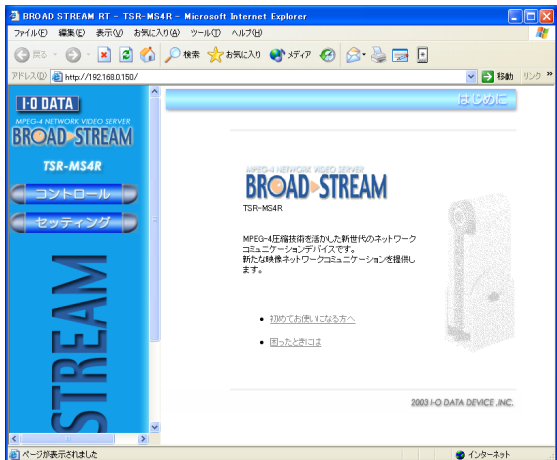 BROAD STREAM RT - TSR-MS4R - Microsoft Internet Explorer
ファイル(F) 編集(E) 表示(V) お気に入り(A) ツール(T) ヘルプ(H)
戻る 検索 お気に入り メディア
アドレス(D) http://192.168.0.150/ 移動 リンク »
I-O DATA
MPEG-4 NETWORK VIDEO SERVER
BROAD STREAM
TSR-MS4R
コントロール
セッティング
STREAM
はじめに
MPEG-4 NETWORK VIDEO SERVER
BROAD STREAM
TSR-MS4R
MPEG-4圧縮技術を活かした新世代のネットワーク
コミュニケーションデバイスです。
新たな映像ネットワークコミュニケーションを提供し
ます。
初めてお使いになる方へ
困ったときには
2003 I-O DATA DEVICE ,INC.
ページが表示されました インターネット